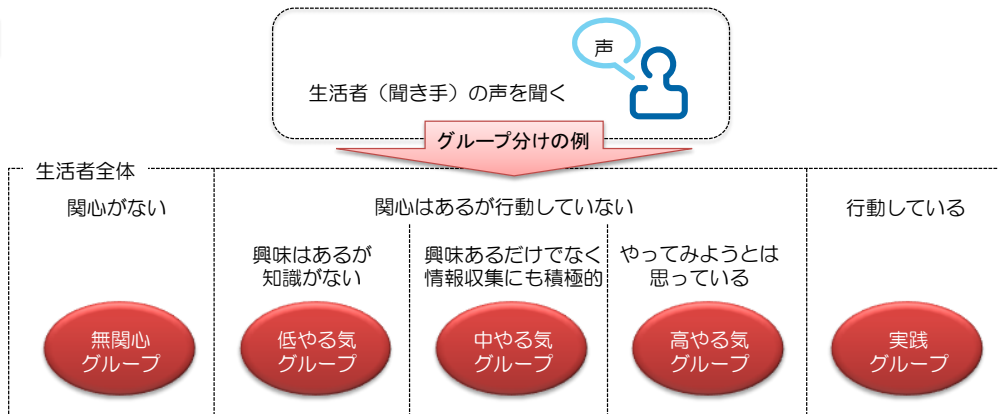 声
生活者（聞き手）の声を聞く
グループ分けの例
生活者全体
関心がない
関心はあるが行動していない
行動している
興味はあるが
知識がない
興味あるだけでなく
情報収集にも積極的
やってみようとは
思っている
無関心
グループ
低やる気
グループ
中やる気
グループ
高やる気
グループ
実践
グループ